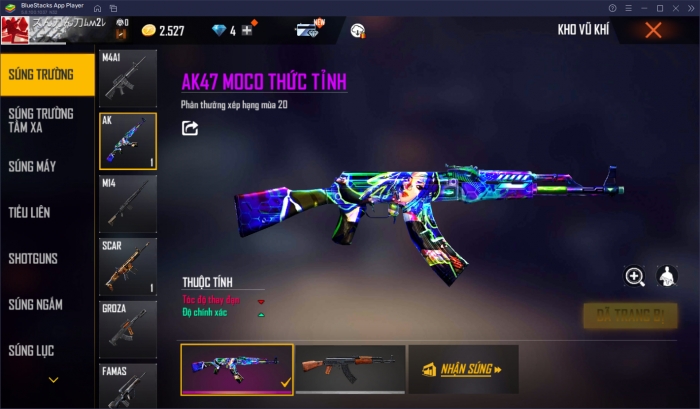 BlueStacks App Player
2.527
4
NEW
KHO VŨ KHÍ
SÚNG TRƯỜNG
SÚNG TRƯỜNG
TẦM XA
SÚNG MÁY
TIỂU LIÊN
SHOTGUNS
SÚNG NGẮM
SÚNG LỤC
M4A1
AK
1
M14
SCAR
1
GROZA
FAMAS
AK47 MOCO THỨC TỈNH
Phần thưởng xếp hạng mùa 20
THUỘC TÍNH
Tốc độ thay đạn
Độ chính xác
ĐÃ TRANG BỊ
NHẬN SÚNG